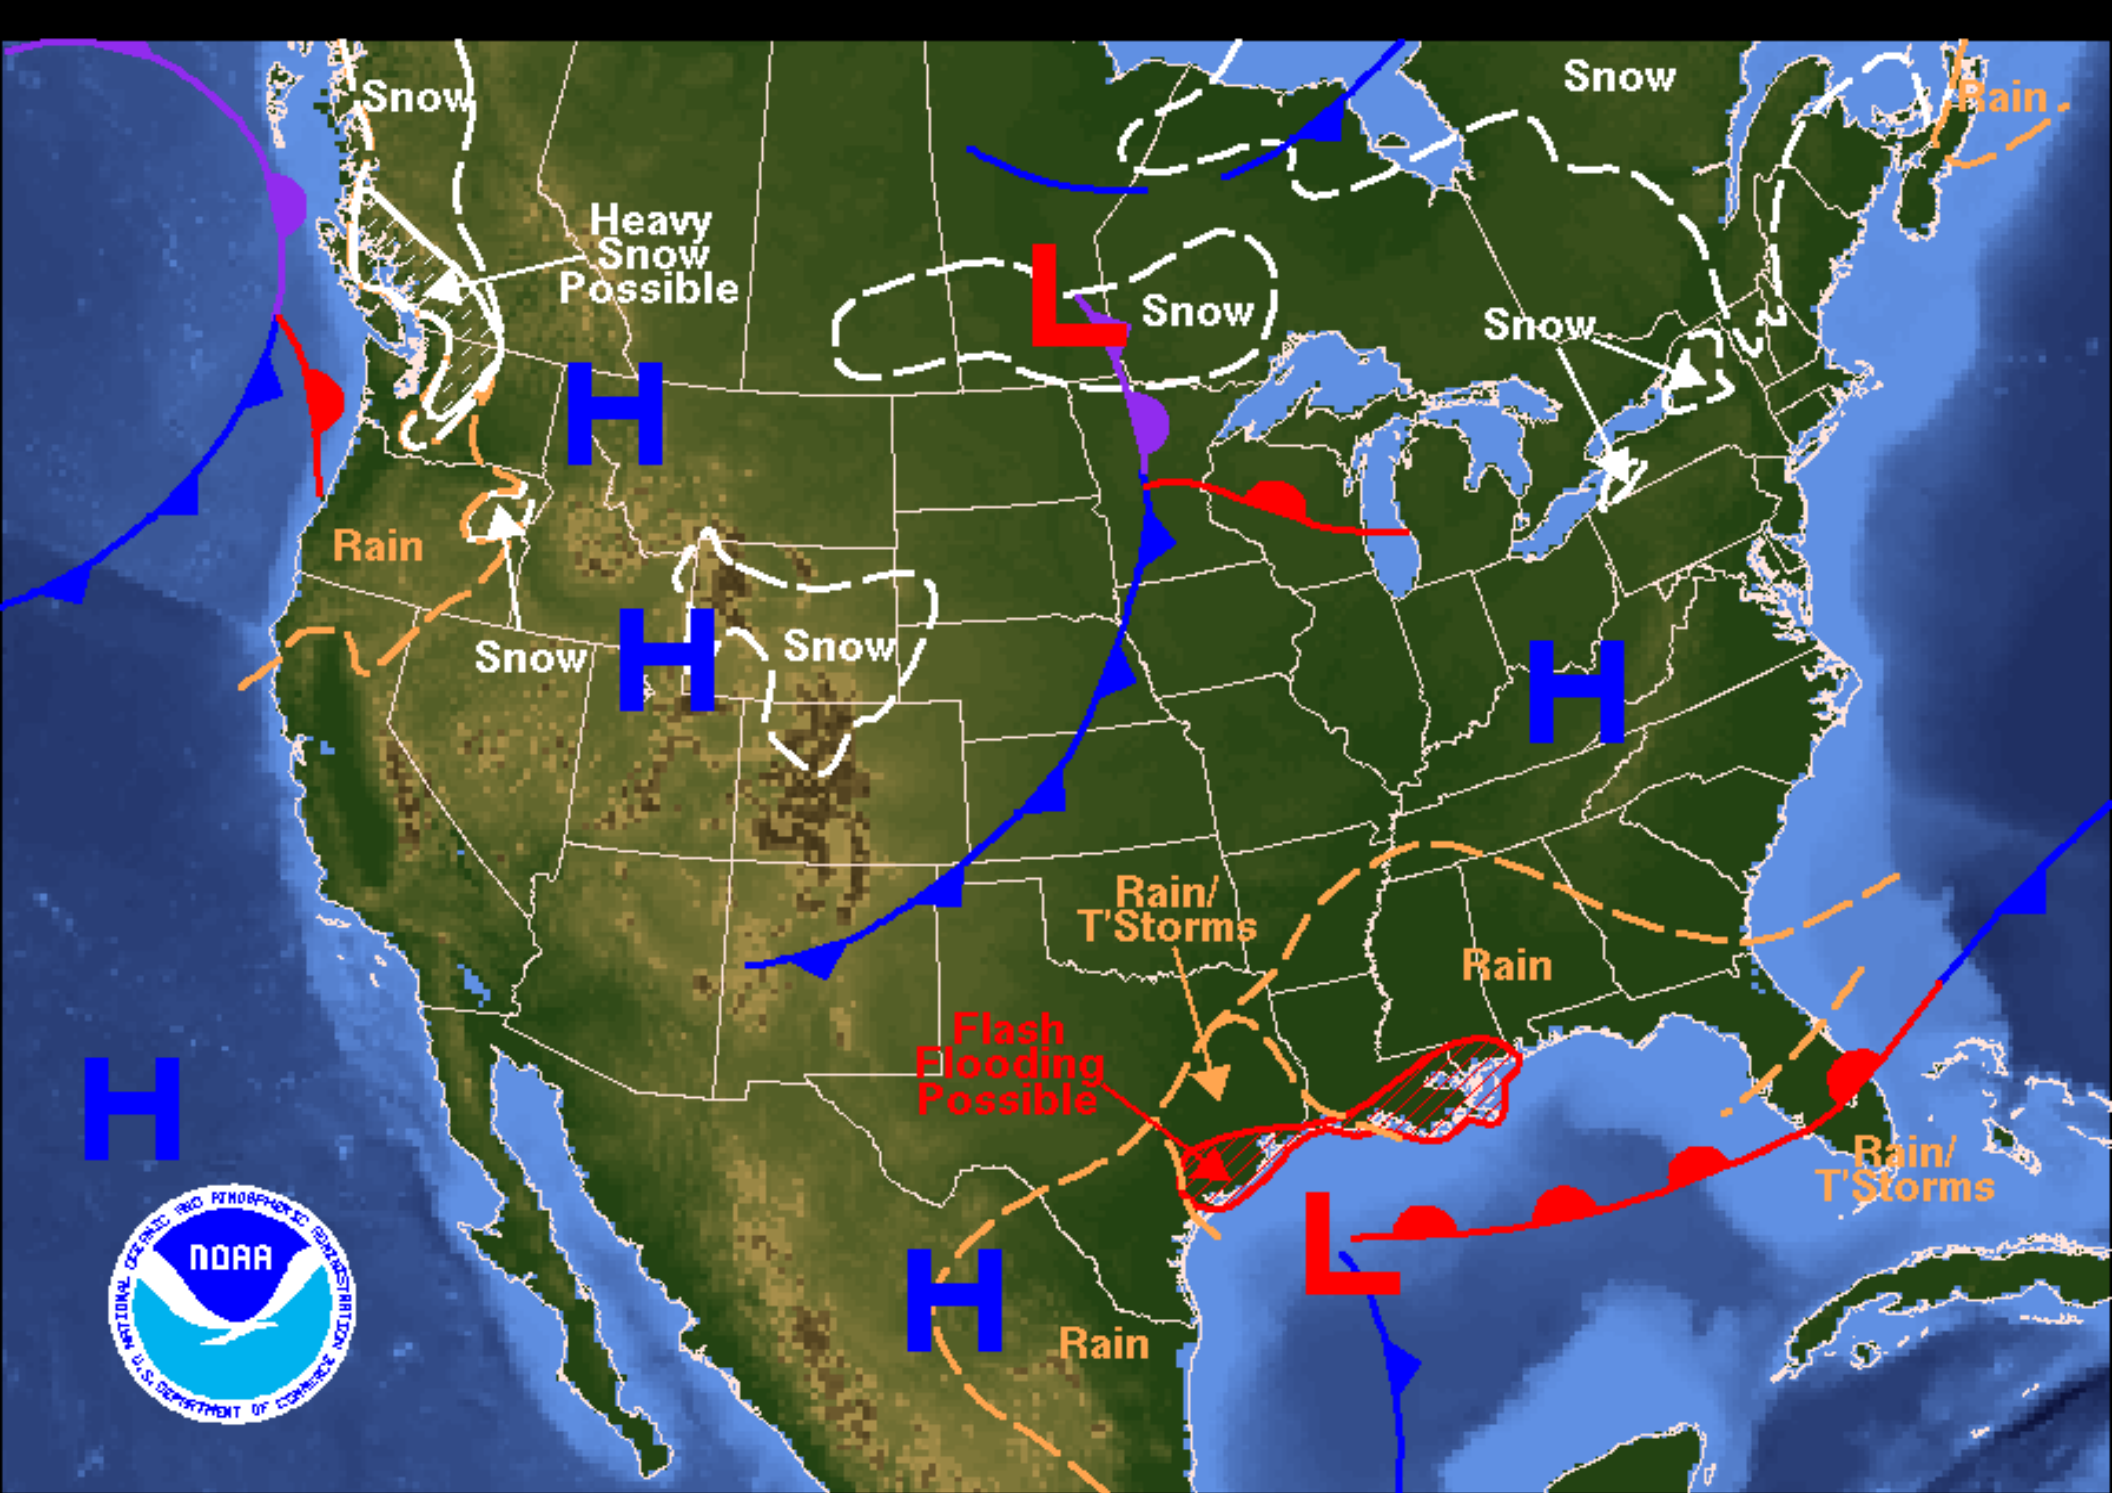 Snow
Snow
Rain
Heavy
Snow
Possible
L
Snow
Snow
H
Rain
Snow
H
Snow
H
Rain/
T'Storms
Rain
Flash
Flooding
Possible
H
Rain/
T'Storms
L
H
Rain
NATIONAL OCEANIC AND ATMOSPHERIC ADMINISTRATION
NOAA
U.S. DEPARTMENT OF COMMERCE